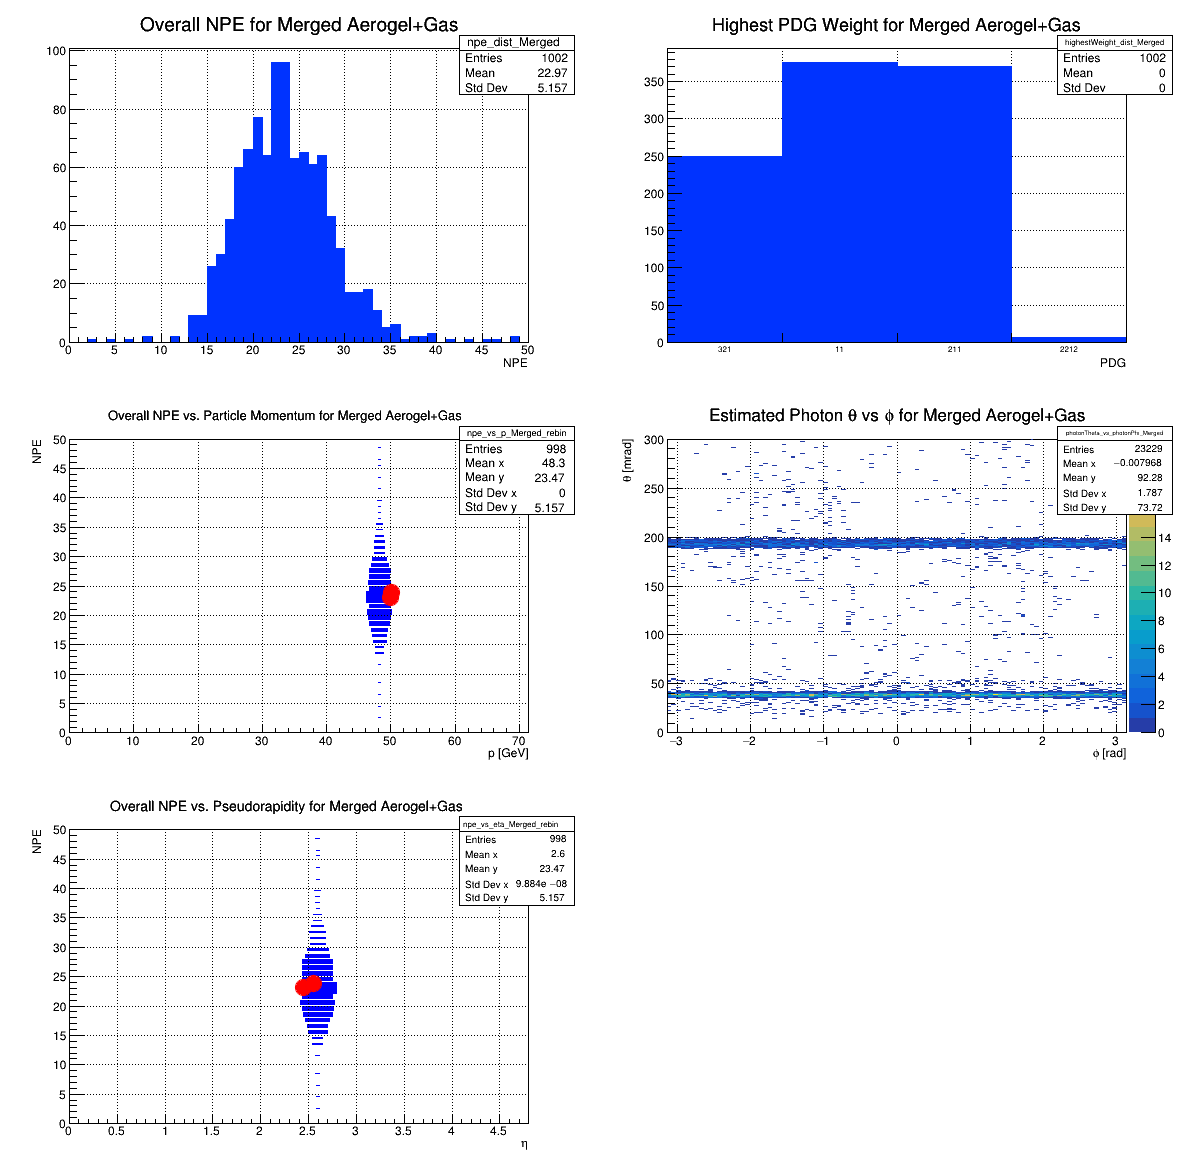 Overall NPE for Merged Aerogel+Gas
npe_dist_Merged
Entries 1002
Mean 22.97
Std Dev 5.157
100
80
60
40
20
0
0 5 10 15 20 25 30 35 40 45 50
NPE
Highest PDG Weight for Merged Aerogel+Gas
highestWeight_dist_Merged
Entries 1002
Mean 0
Std Dev 0
350
300
250
200
150
100
50
0
321 11 211 2212
PDG
Overall NPE vs. Particle Momentum for Merged Aerogel+Gas
npe_vs_p_Merged_rebin
Entries 998
Mean x 48.3
Mean y 23.47
Std Dev x 0
Std Dev y 5.157
NPE
50
45
40
35
30
25
20
15
10
5
0
0 10 20 30 40 50 60 70
p [GeV]
Estimated Photon θ vs ϕ for Merged Aerogel+Gas
photonTheta_vs_photonPhi_Merged
Entries 23229
Mean x −0.007968
Mean y 92.28
Std Dev x 1.787
Std Dev y 73.72
θ [mrad]
300
250
200
150
100
50
0
−3 −2 −1 0 1 2 3
ϕ [rad]
14
12
10
8
6
4
2
0
Overall NPE vs. Pseudorapidity for Merged Aerogel+Gas
npe_vs_eta_Merged_rebin
Entries 998
Mean x 2.6
Mean y 23.47
Std Dev x 9.884e −08
Std Dev y 5.157
NPE
50
45
40
35
30
25
20
15
10
5
0
0 0.5 1 1.5 2 2.5 3 3.5 4 4.5
η